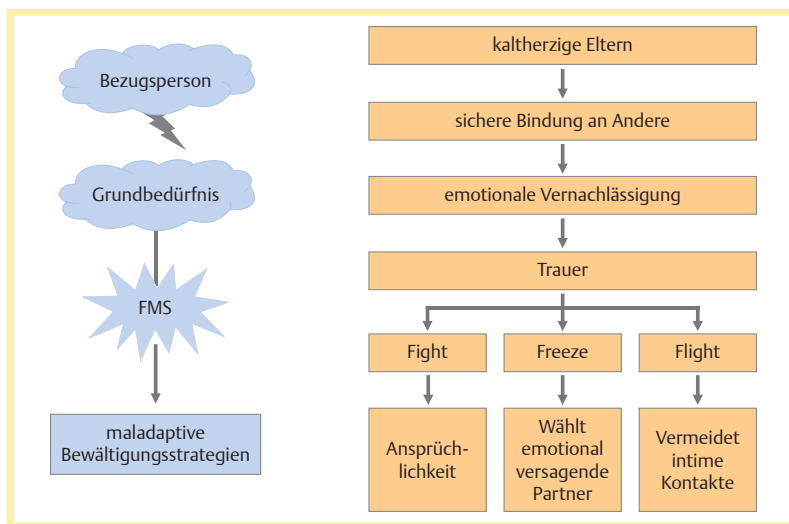 Bezugsperson
Grundbedürfnis
FMS
maladaptive
Bewältigungsstrategien
kaltherzige Eltern
sichere Bindung an Andere
emotionale Vernachlässigung
Trauer
Fight
Freeze
Flight
Ansprüch-
lichkeit
Wählt
emotional
versagende
Partner
Vermeidet
intime
Kontakte